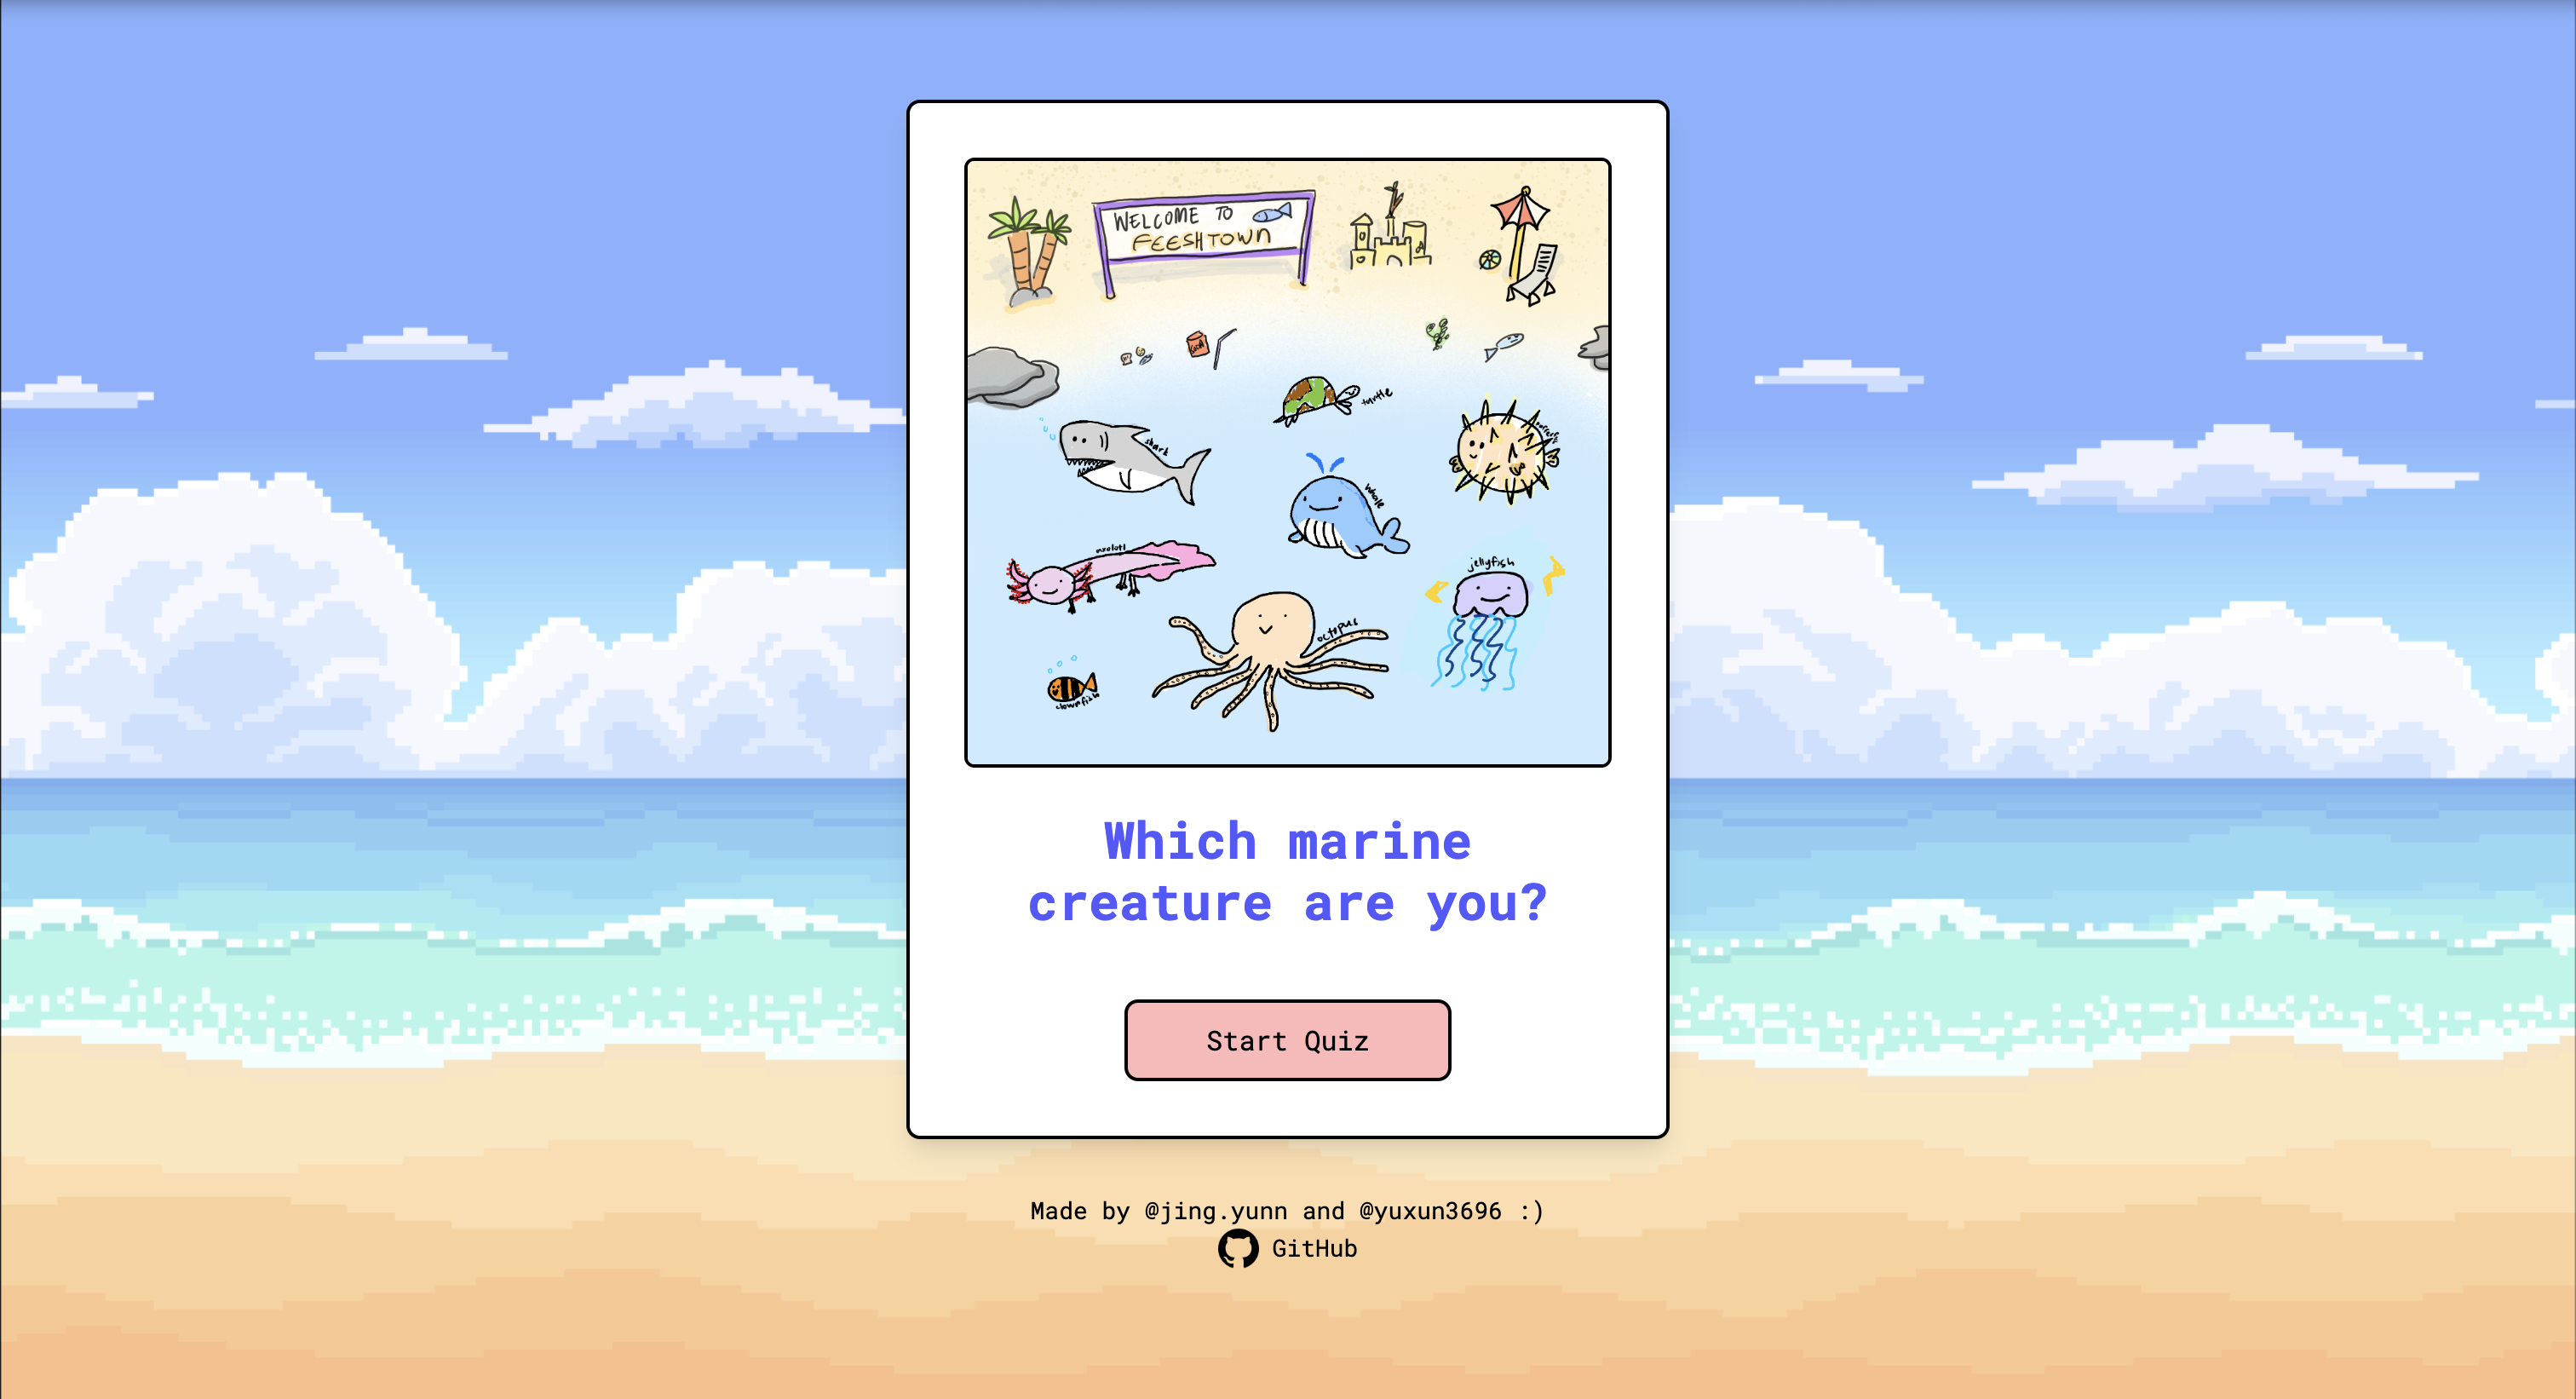 WELCOME TO
FEESHTOWN
turtle
shark
whale
axolotl
jellyfish
octopus
clownfish
Which marine
creature are you?
Start Quiz
Made by @jing.yunn and @yuxun3696 :)
GitHub